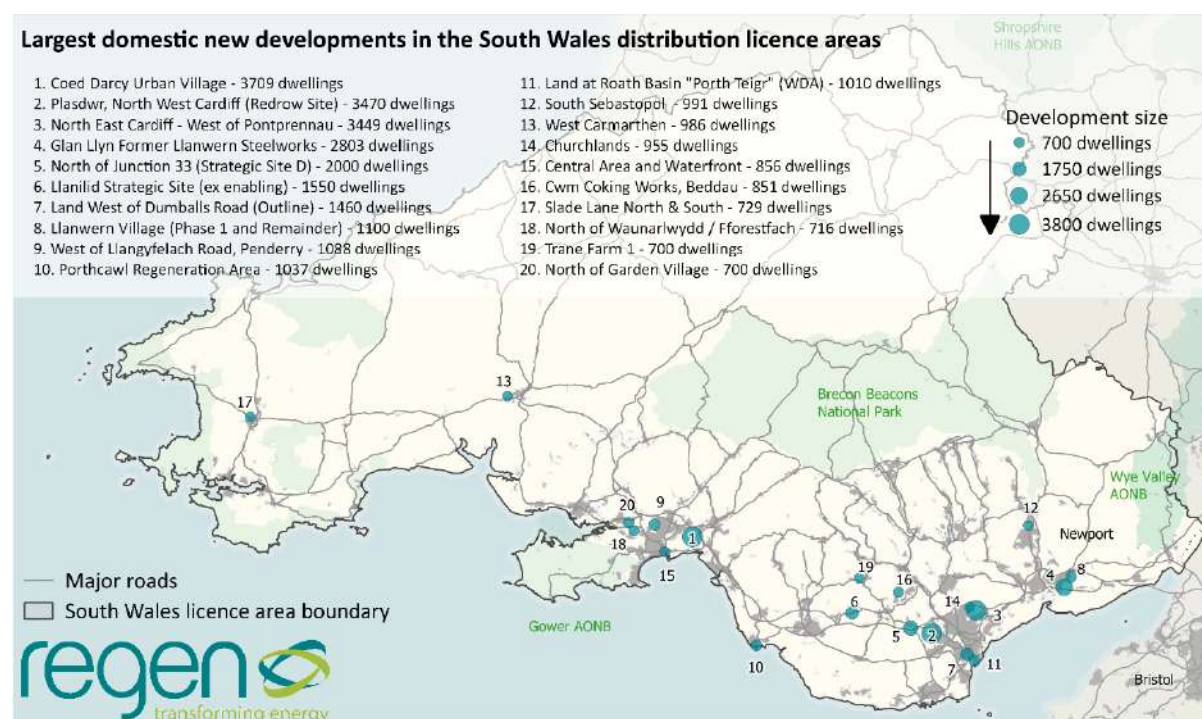 Largest domestic new developments in the South Wales distribution licence areas
1. Coed Darcy Urban Village - 3709 dwellings
2. Plasdwr, North West Cardiff (Redrow Site) - 3470 dwellings
3. North East Cardiff - West of Pontprennau - 3449 dwellings
4. Glan Llyn Former Llanwern Steelworks - 2803 dwellings
5. North of Junction 33 (Strategic Site D) - 2000 dwellings
6. Llanilid Strategic Site (ex enabling) - 1550 dwellings
7. Land West of Dumballs Road (Outline) - 1460 dwellings
8. Llanwern Village (Phase 1 and Remainder) - 1100 dwellings
9. West of Llangyfelach Road, Penderry - 1088 dwellings
10. Porthcawl Regeneration Area - 1037 dwellings
11. Land at Roath Basin "Porth Teigr" (WDA) - 1010 dwellings
12. South Sebastopol - 991 dwellings
13. West Carmarthen - 986 dwellings
14. Churchlands - 955 dwellings
15. Central Area and Waterfront - 856 dwellings
16. Cwm Coking Works, Beddau - 851 dwellings
17. Slade Lane North & South - 729 dwellings
18. North of Waunarlwydd / Fforestfach - 716 dwellings
19. Trane Farm 1 - 700 dwellings
20. North of Garden Village - 700 dwellings
Shropshire
Hills AONB
Development size
700 dwellings
1750 dwellings
2650 dwellings
3800 dwellings
13
17
Brecon Beacons
National Park
Wye Valley
AONB
20
9
12
1
Newport
18
15
19
16
4
8
6
14
3
5
2
Gower AONB
10
7
11
Bristol
Major roads
South Wales licence area boundary
regen
transforming energy